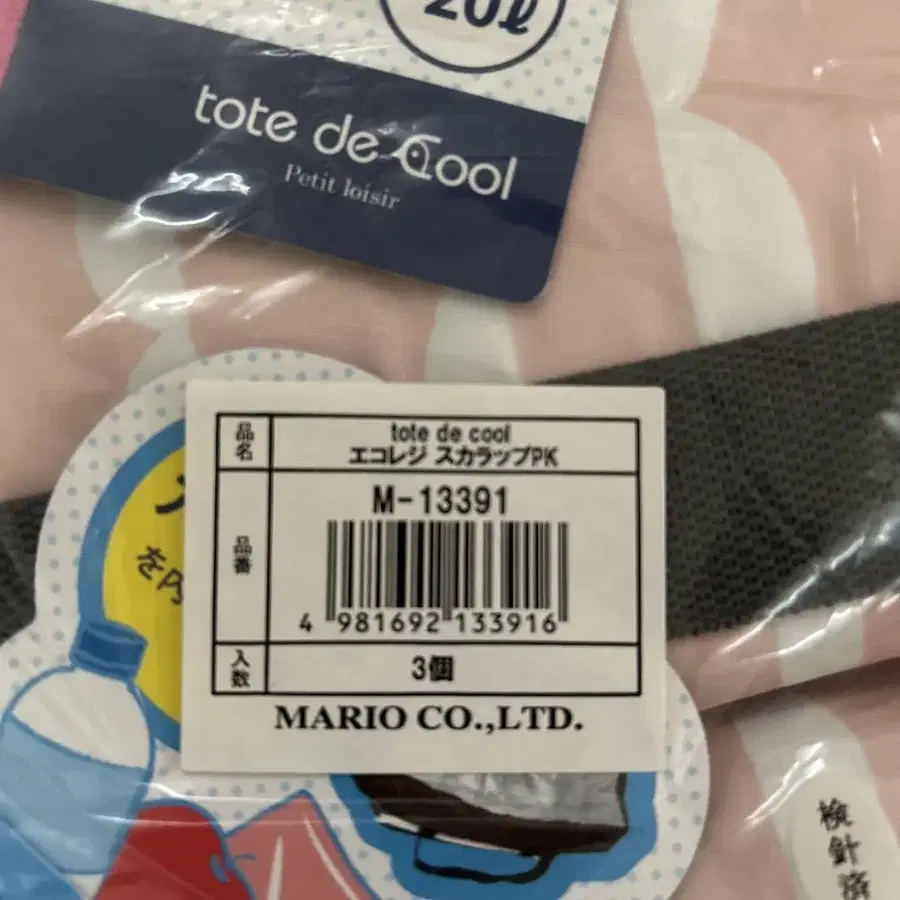 20ℓ
tote de Cool
Petit loisir
品名
tote de cool
エコレジ スカラップPK
品番
M-13391
4 981692 133916
入数
3個
MARIO CO.,LTD.
を内
検針済